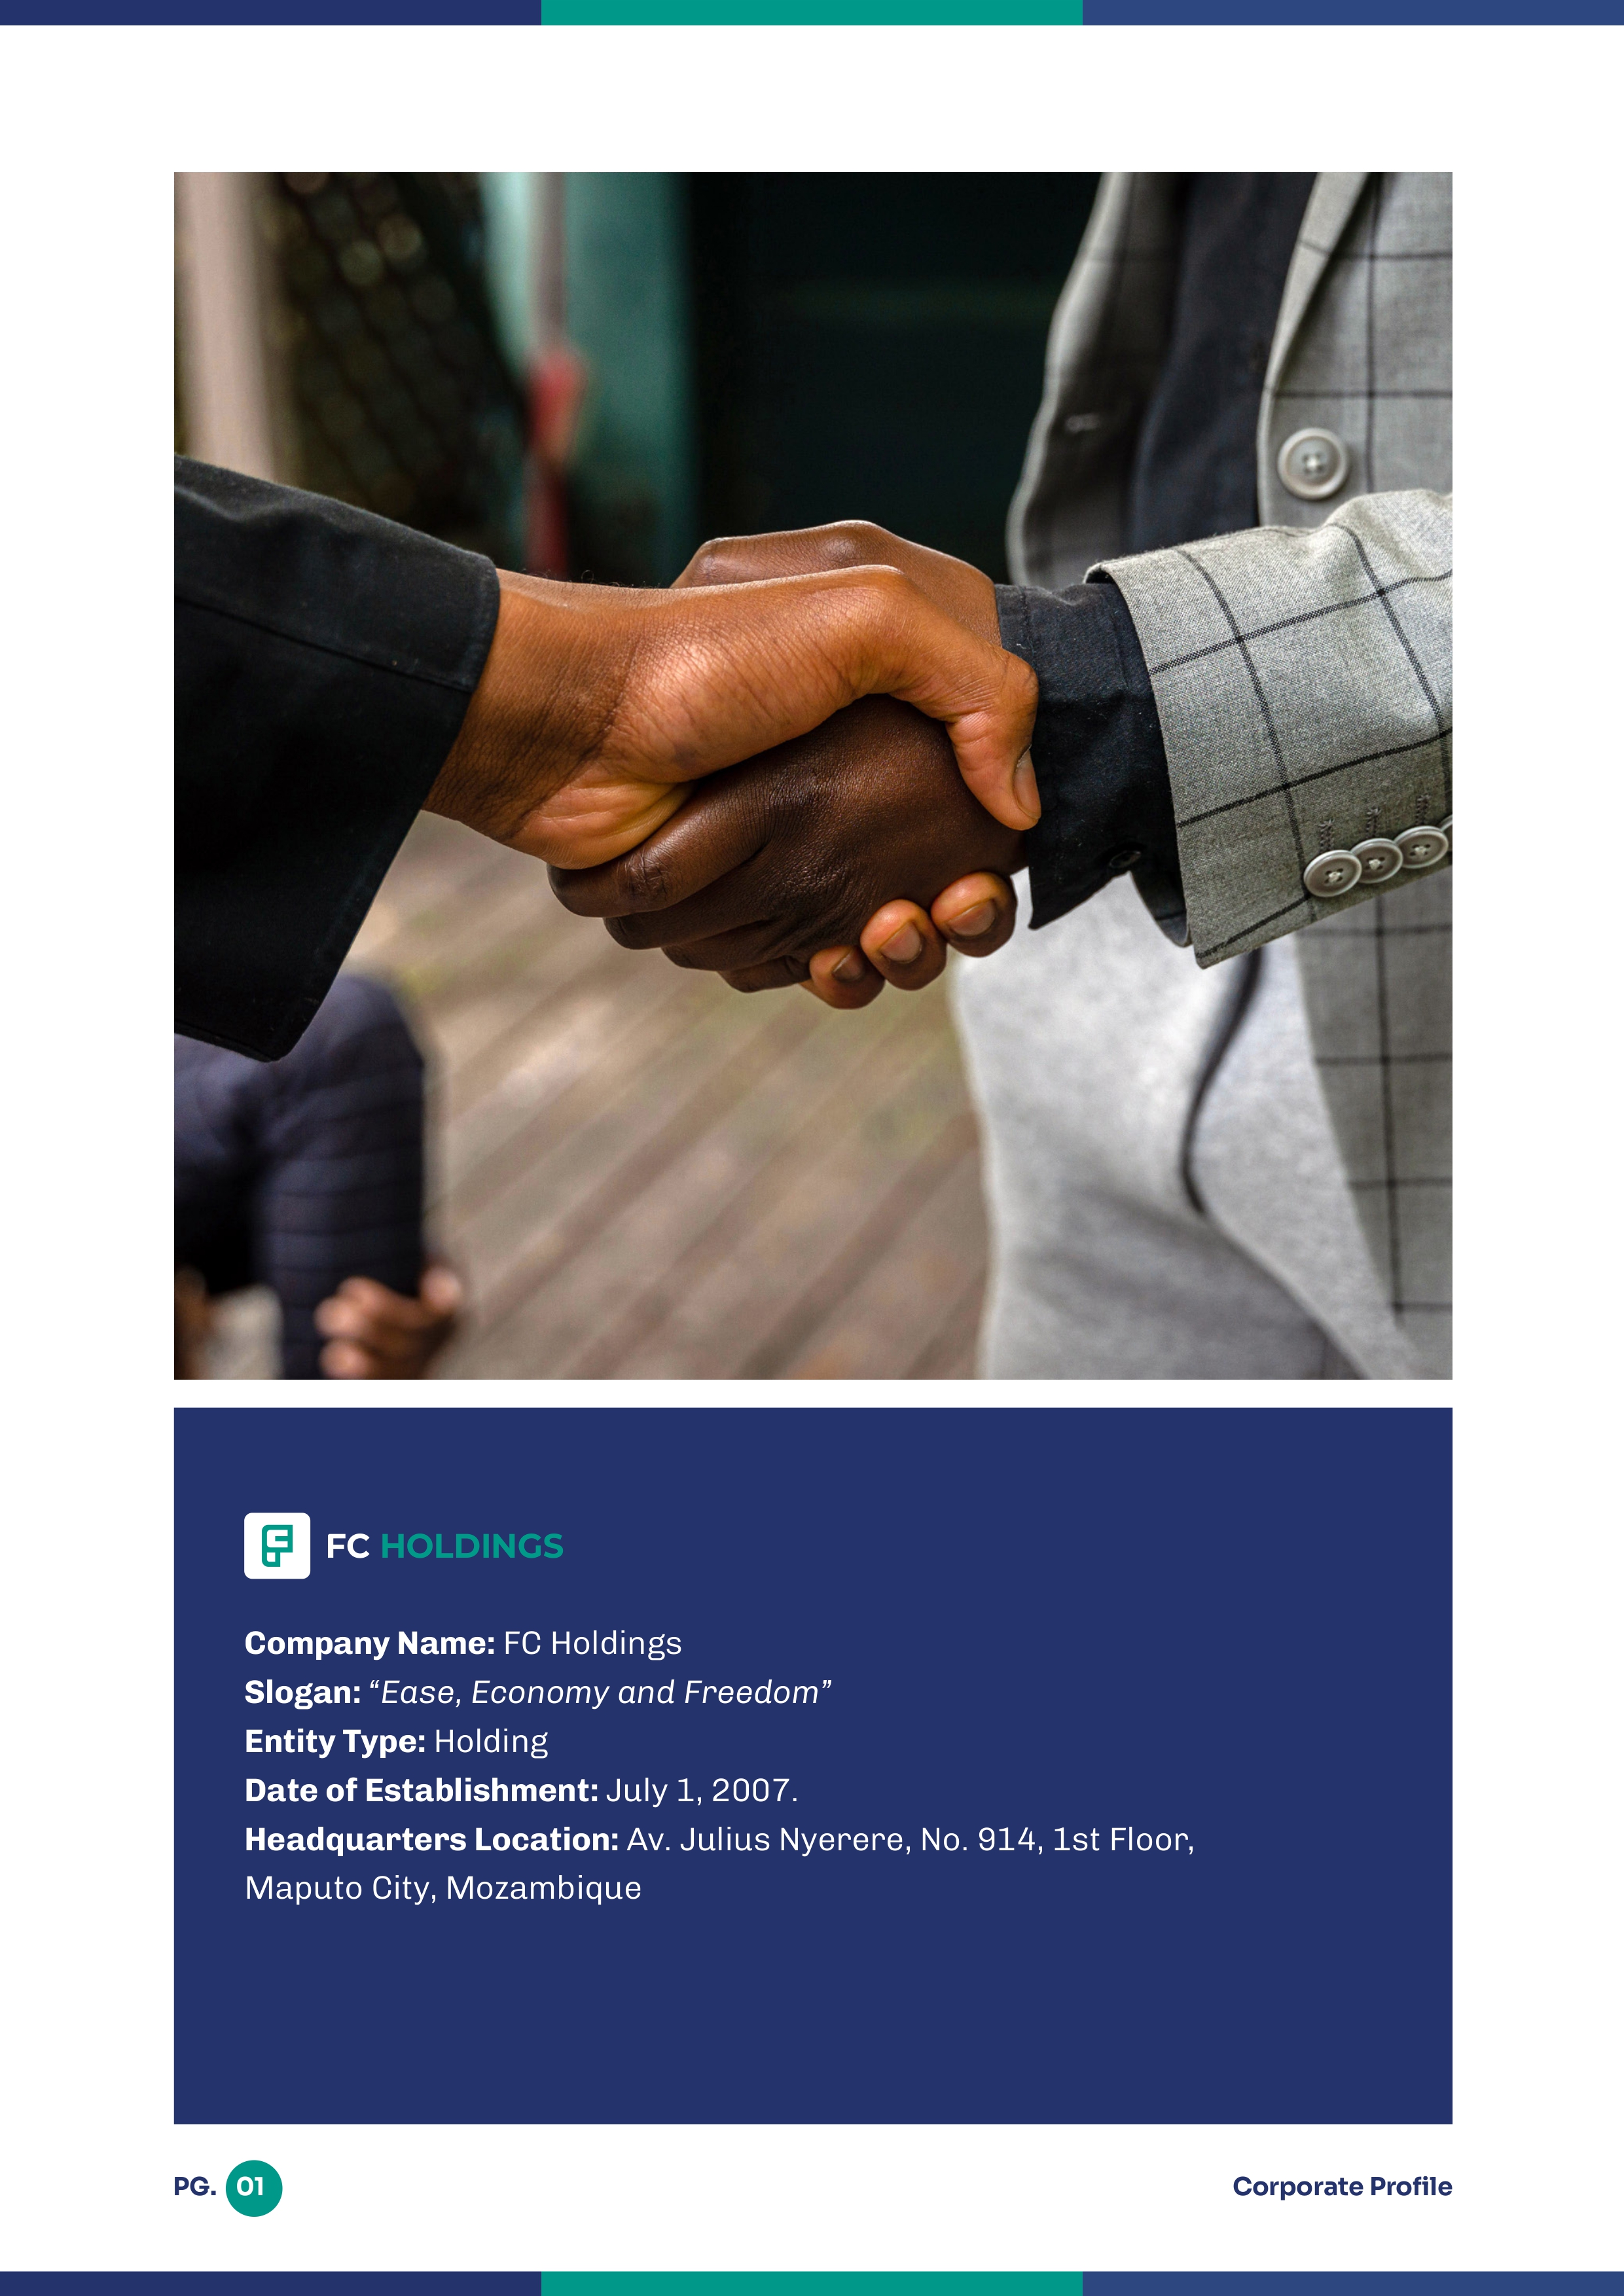 FC HOLDINGS
Company Name: FC Holdings
Slogan: “Ease, Economy and Freedom”
Entity Type: Holding
Date of Establishment: July 1, 2007.
Headquarters Location: Av. Julius Nyerere, No. 914, 1st Floor,
Maputo City, Mozambique
PG. 01
Corporate Profile